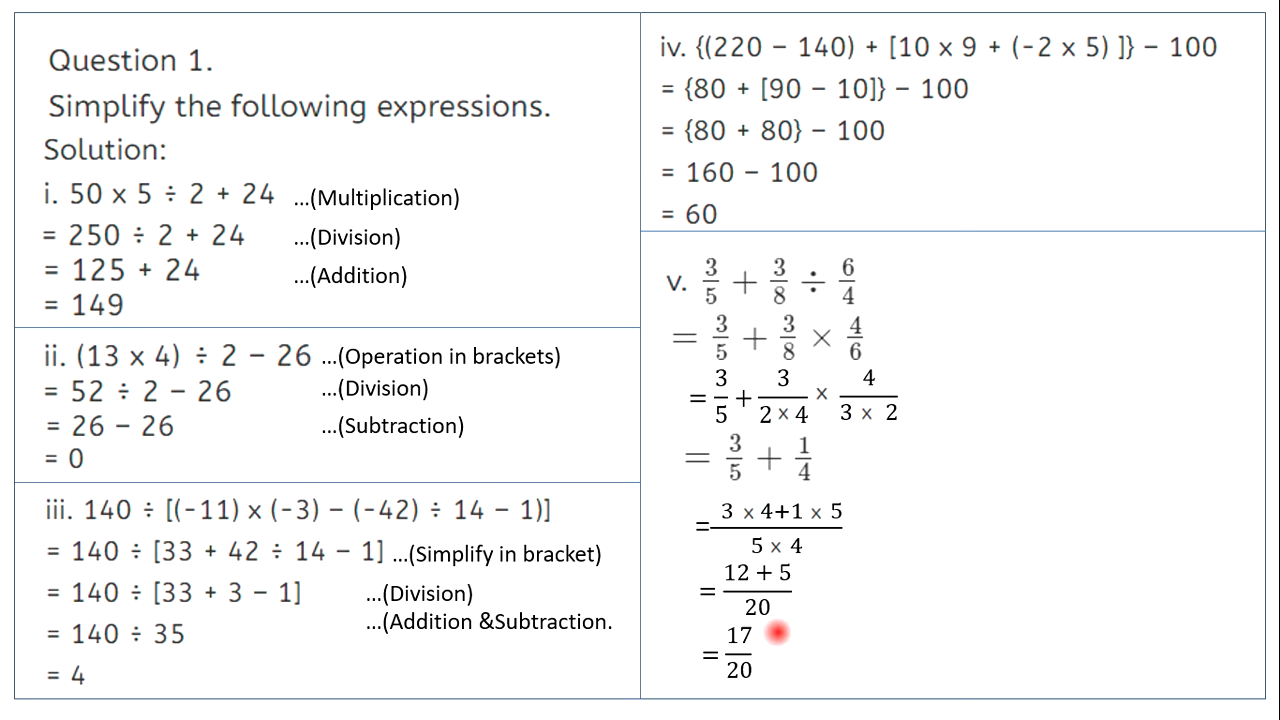 Question 1.
Simplify the following expressions.
Solution:
i. 50 x 5 ÷ 2 + 24 ...(Multiplication)
= 250 ÷ 2 + 24 ...(Division)
= 125 + 24 ...(Addition)
= 149
ii. (13 x 4) ÷ 2 – 26 ...(Operation in brackets)
= 52 ÷ 2 – 26 ...(Division)
= 26 – 26 ...(Subtraction)
= 0
iii. 140 ÷ [(-11) x (-3) – (-42) ÷ 14 – 1)]
= 140 ÷ [33 + 42 ÷ 14 – 1] ...(Simplify in bracket)
= 140 ÷ [33 + 3 – 1] ...(Division)
...(Addition &Subtraction.
= 140 ÷ 35
= 4
iv. {(220 – 140) + [10 x 9 + (-2 x 5) ]} – 100
= {80 + [90 – 10]} – 100
= {80 + 80} – 100
= 160 – 100
= 60
v. 3/5 + 3/8 ÷ 6/4
= 3/5 + 3/8 × 4/6
= 3/5 + 3/(2 × 4) × 4/(3 × 2)
= 3/5 + 1/4
= (3 × 4+1 × 5)/(5 × 4)
= (12 + 5)/20
= 17/20